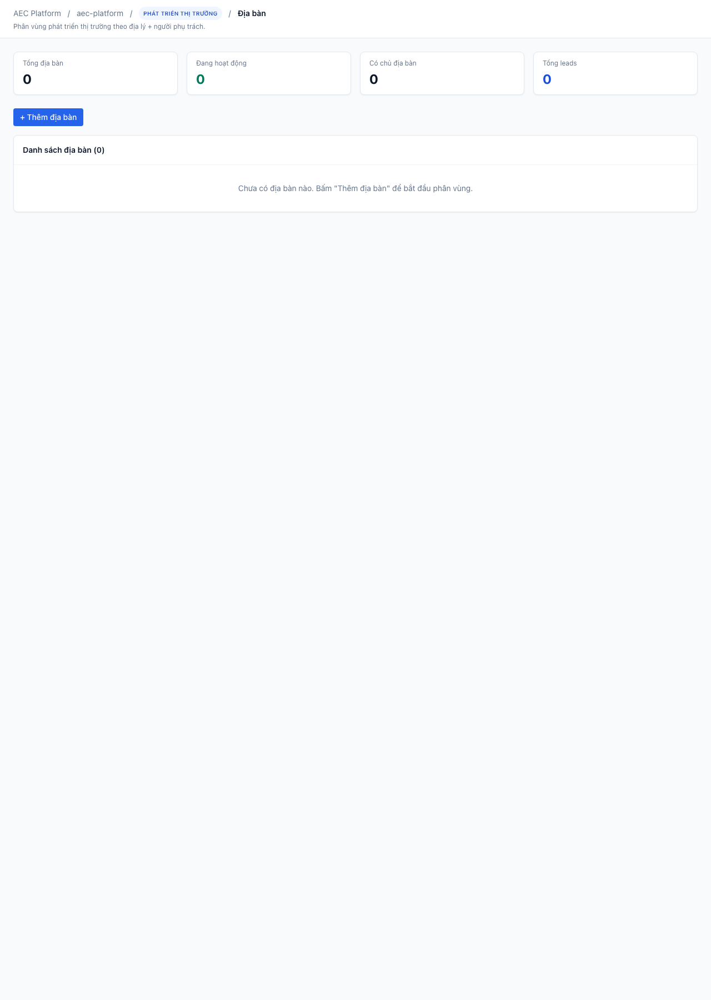 AEC Platform / aec-platform / PHÁT TRIỂN THỊ TRƯỜNG / Địa bàn
Phân vùng phát triển thị trường theo địa lý + người phụ trách.
Tổng địa bàn
0
Đang hoạt động
0
Có chủ địa bàn
0
Tổng leads
0
+ Thêm địa bàn
Danh sách địa bàn (0)
Chưa có địa bàn nào. Bấm "Thêm địa bàn" để bắt đầu phân vùng.